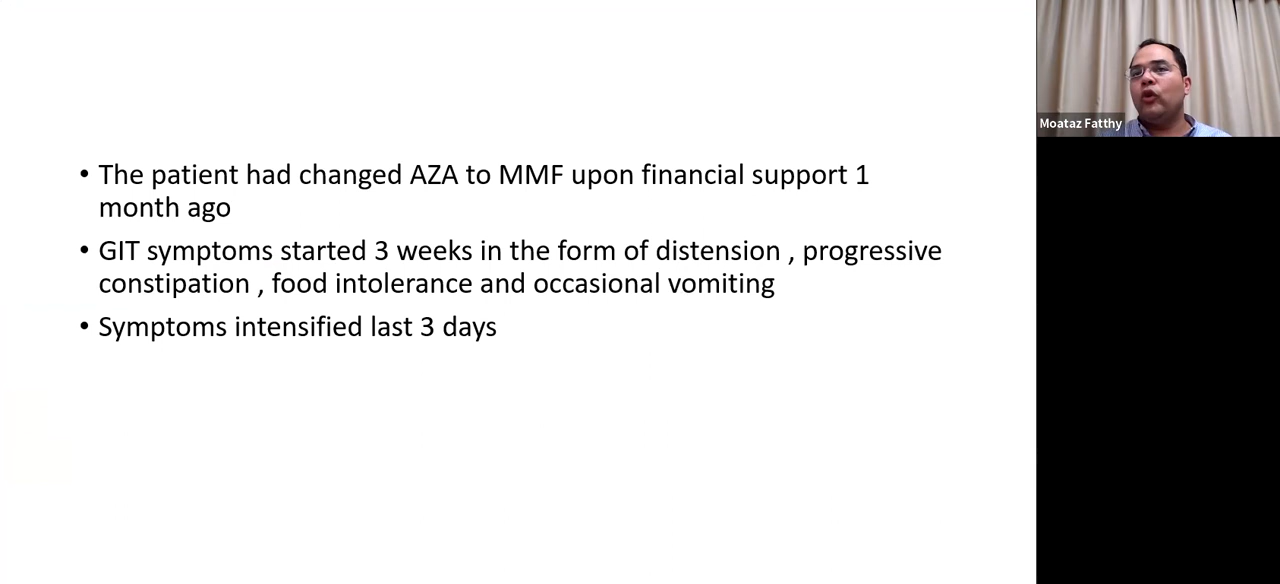 • The patient had changed AZA to MMF upon financial support 1
month ago
• GIT symptoms started 3 weeks in the form of distension , progressive
constipation , food intolerance and occasional vomiting
• Symptoms intensified last 3 days
Moataz Fatthy